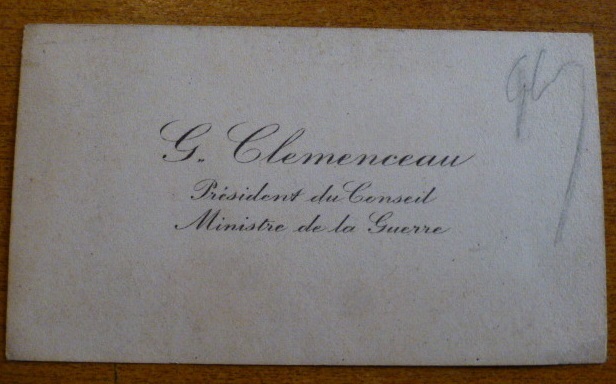 G. Clemenceau
Président du Conseil
Ministre de la Guerre